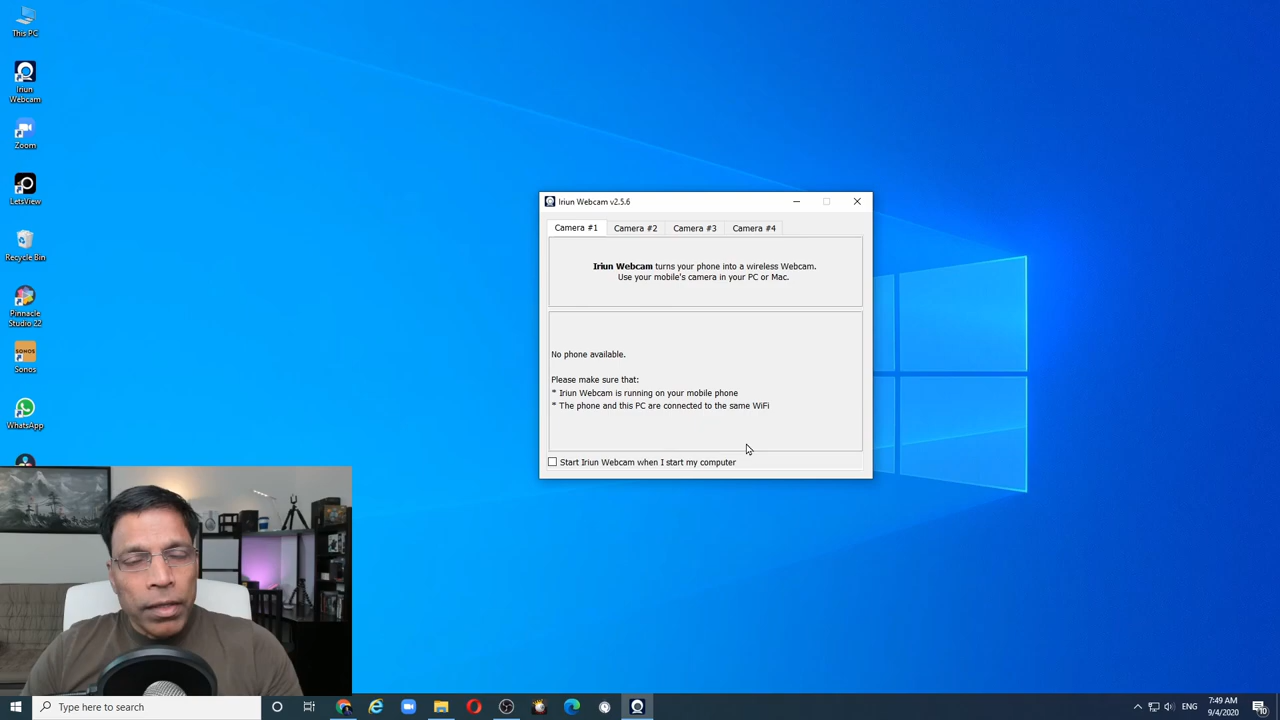 This PC
Iriun
Webcam
Zoom
LetsView
Recycle Bin
Pinnacle
Studio 22
Sonos
WhatsApp
Iriun Webcam v2.5.6
Camera #1
Camera #2
Camera #3
Camera #4
Iriun Webcam turns your phone into a wireless Webcam.
Use your mobile's camera in your PC or Mac.
No phone available.
Please make sure that:
* Iriun Webcam is running on your mobile phone
* The phone and this PC are connected to the same WiFi
Start Iriun Webcam when I start my computer
Type here to search
ENG
7:49 AM
9/4/2020
10